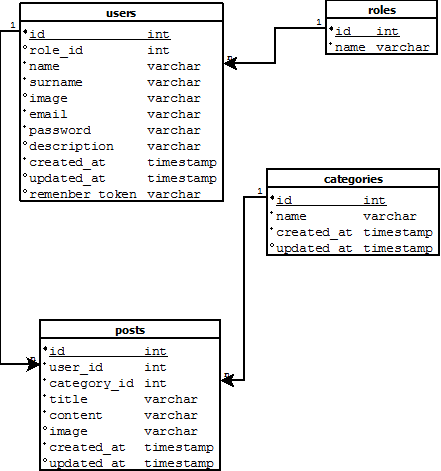 users
id int
role_id int
name varchar
surname varchar
image varchar
email varchar
password varchar
description varchar
created_at timestamp
updated_at timestamp
remenber_token varchar
roles
id int
name varchar
categories
id int
name varchar
created_at timestamp
updated_at timestamp
posts
id int
user_id int
category_id int
title varchar
content varchar
image varchar
created_at timestamp
updated_at timestamp
1
1
1
n
n
n